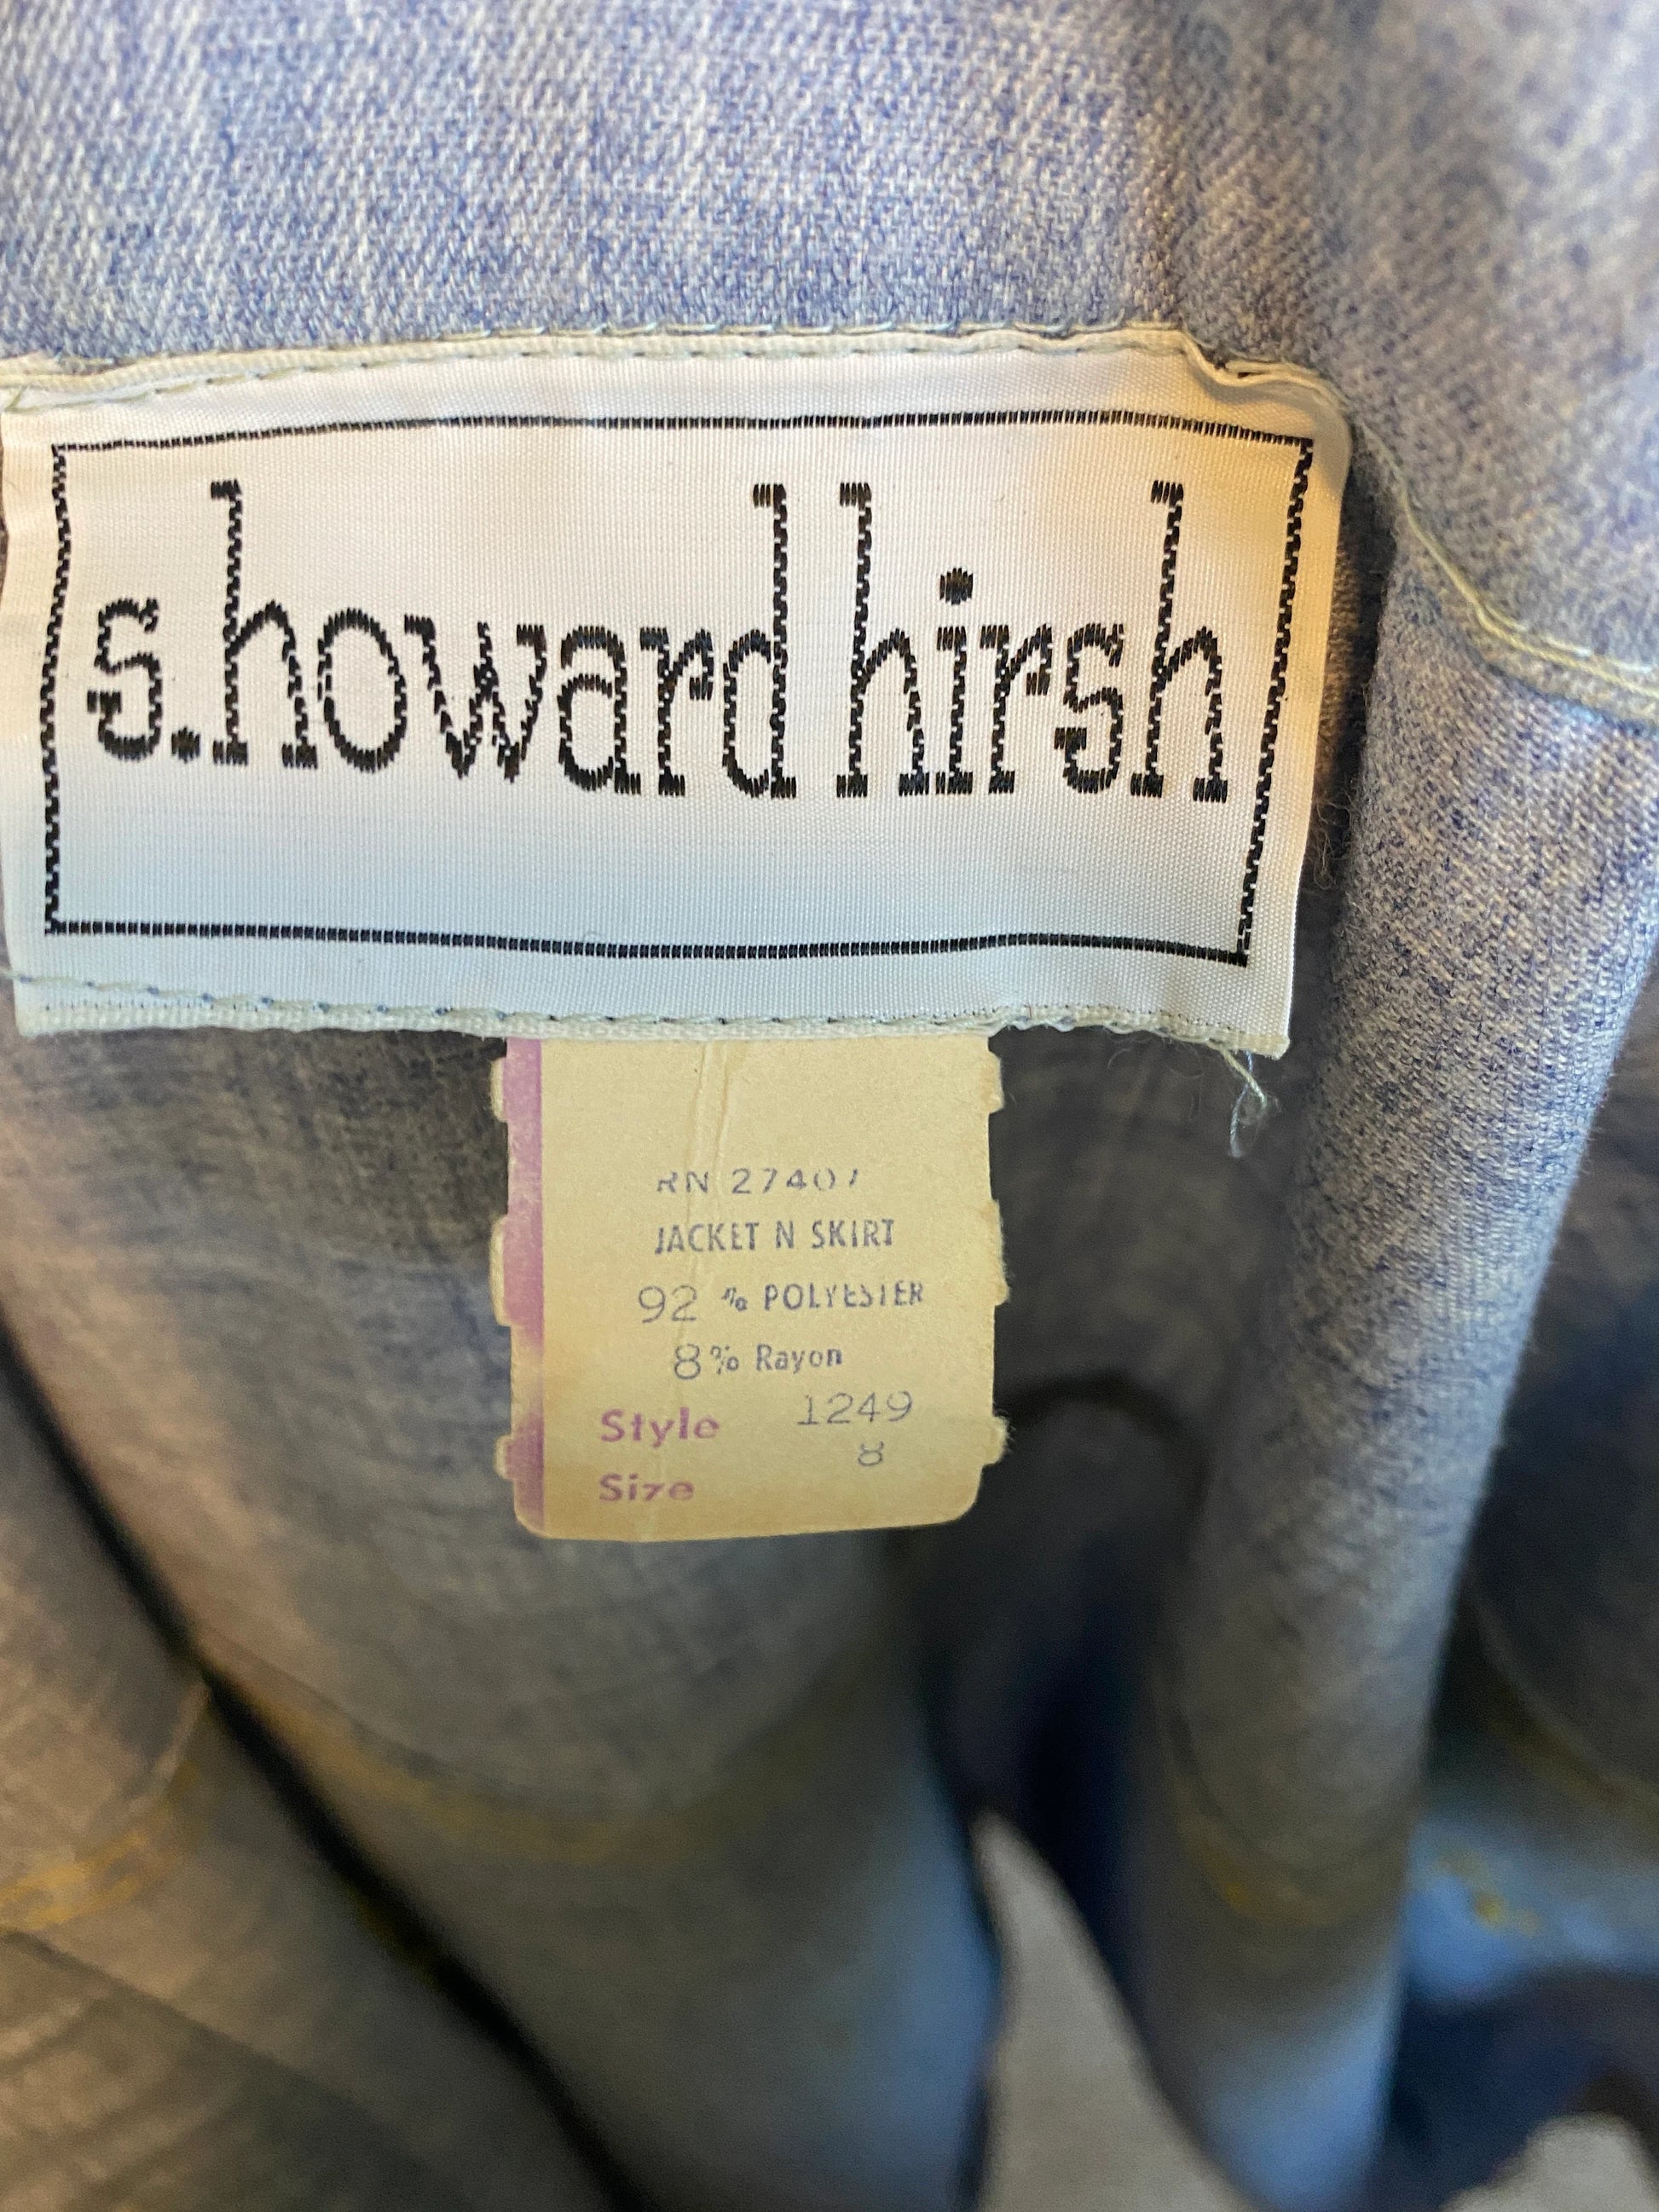 s.howard hirsh
RN 27407
JACKET N SKIRT
92 % POLYESTER
8% Rayon
Style 1249
Size 8